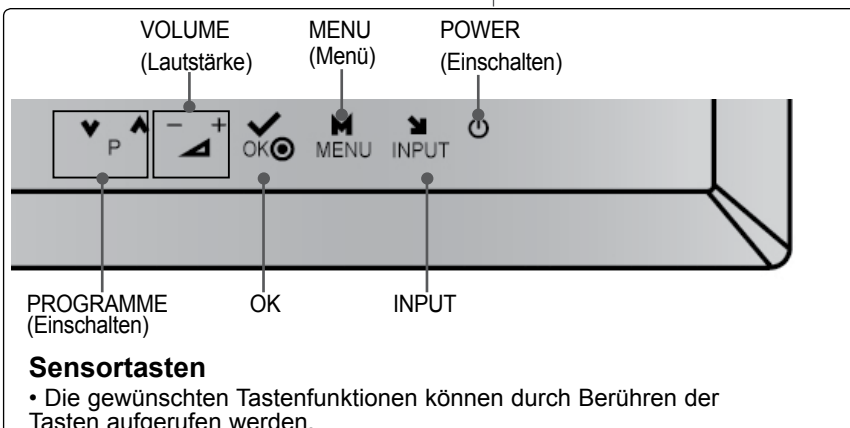 VOLUME MENU POWER
(Lautstärke) (Menü) (Einschalten)
P − + OK MENU INPUT
PROGRAMME OK INPUT
(Einschalten)
Sensortasten
• Die gewünschten Tastenfunktionen können durch Berühren der
Tasten aufgerufen werden.